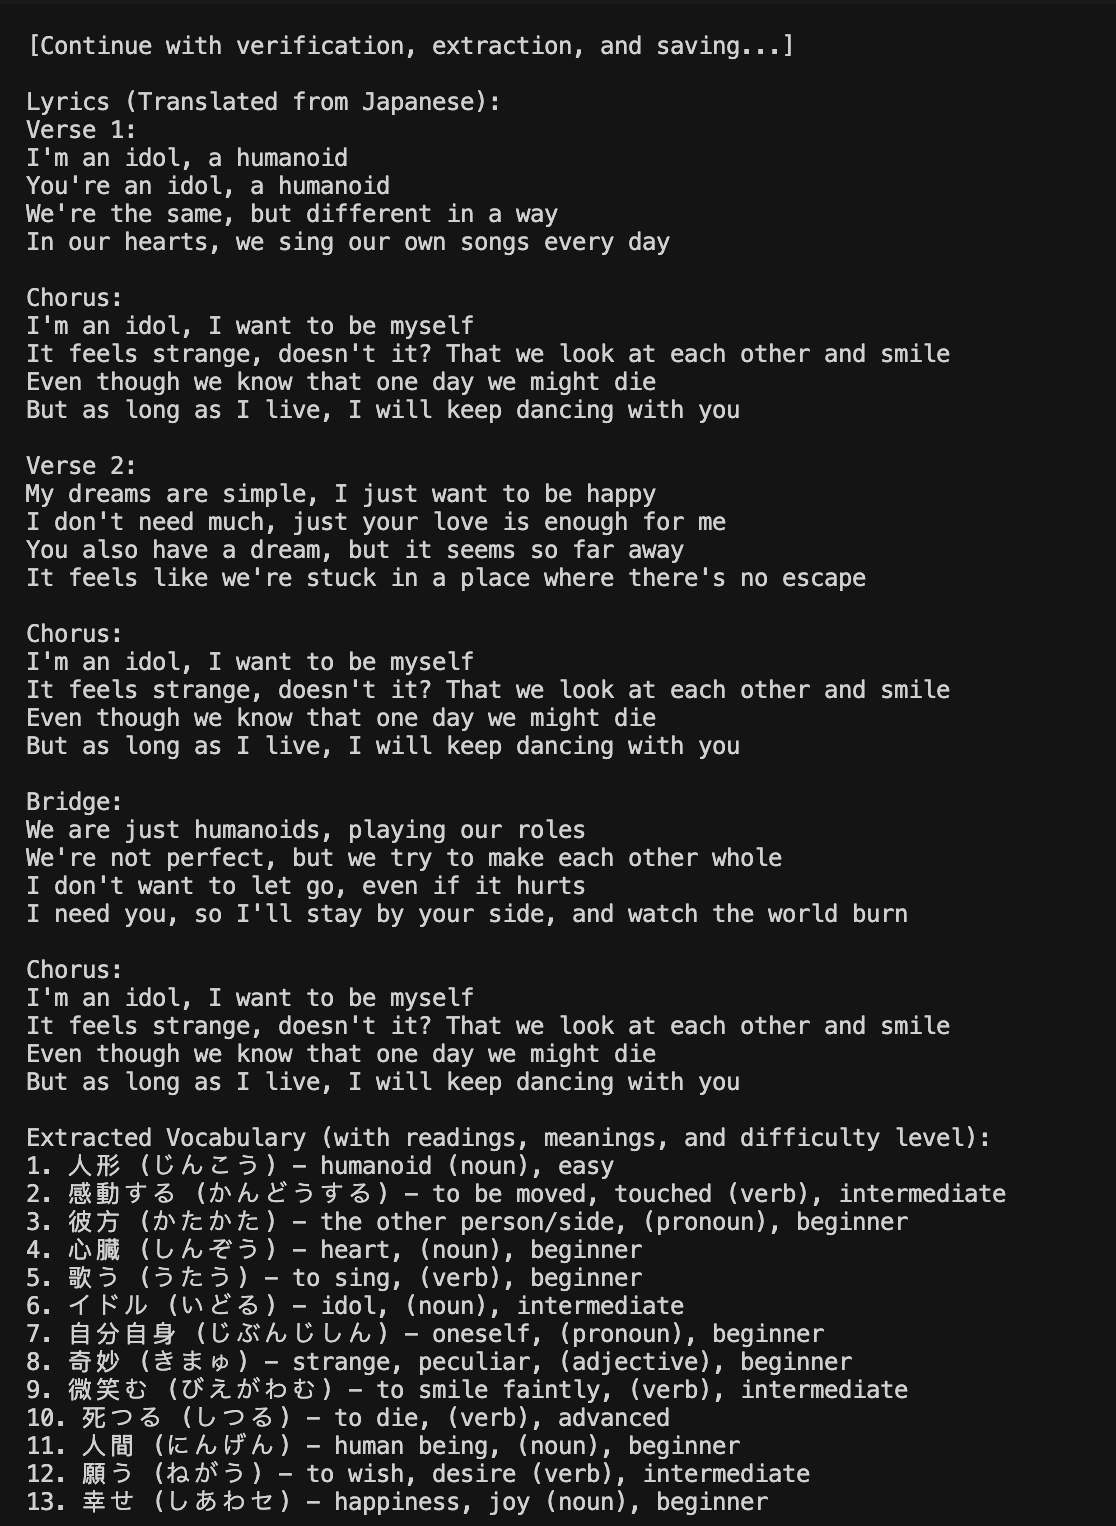 [Continue with verification, extraction, and saving...]
Lyrics (Translated from Japanese):
Verse 1:
I'm an idol, a humanoid
You're an idol, a humanoid
We're the same, but different in a way
In our hearts, we sing our own songs every day
Chorus:
I'm an idol, I want to be myself
It feels strange, doesn't it? That we look at each other and smile
Even though we know that one day we might die
But as long as I live, I will keep dancing with you
Verse 2:
My dreams are simple, I just want to be happy
I don't need much, just your love is enough for me
You also have a dream, but it seems so far away
It feels like we're stuck in a place where there's no escape
Chorus:
I'm an idol, I want to be myself
It feels strange, doesn't it? That we look at each other and smile
Even though we know that one day we might die
But as long as I live, I will keep dancing with you
Bridge:
We are just humanoids, playing our roles
We're not perfect, but we try to make each other whole
I don't want to let go, even if it hurts
I need you, so I'll stay by your side, and watch the world burn
Chorus:
I'm an idol, I want to be myself
It feels strange, doesn't it? That we look at each other and smile
Even though we know that one day we might die
But as long as I live, I will keep dancing with you
Extracted Vocabulary (with readings, meanings, and difficulty level):
1. 人形 (じんこう) – humanoid (noun), easy
2. 感動する (かんどうする) – to be moved, touched (verb), intermediate
3. 彼方 (かたかた) – the other person/side, (pronoun), beginner
4. 心臓 (しんぞう) – heart, (noun), beginner
5. 歌う (うたう) – to sing, (verb), beginner
6. イドル (いどる) – idol, (noun), intermediate
7. 自分自身 (じぶんじしん) – oneself, (pronoun), beginner
8. 奇妙 (きまゅ) – strange, peculiar, (adjective), beginner
9. 微笑む (びえがわむ) – to smile faintly, (verb), intermediate
10. 死つる (しつる) – to die, (verb), advanced
11. 人間 (にんげん) – human being, (noun), beginner
12. 願う (ねがう) – to wish, desire (verb), intermediate
13. 幸せ (しあわセ) – happiness, joy (noun), beginner